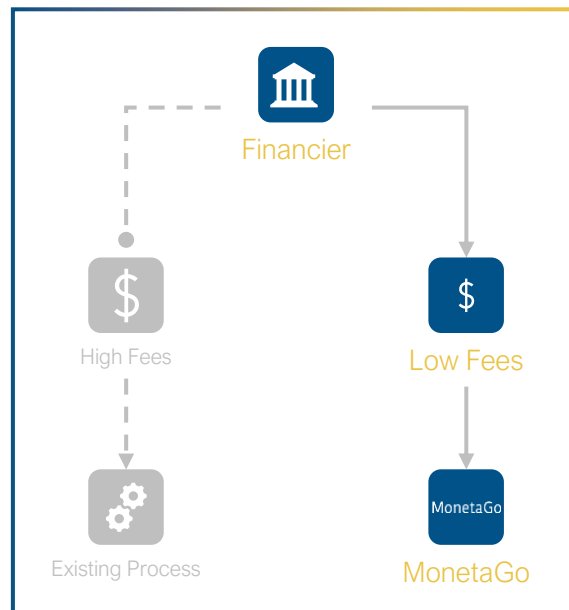 Financier
$
$
High Fees
Low Fees
MonetaGo
Existing Process
MonetaGo